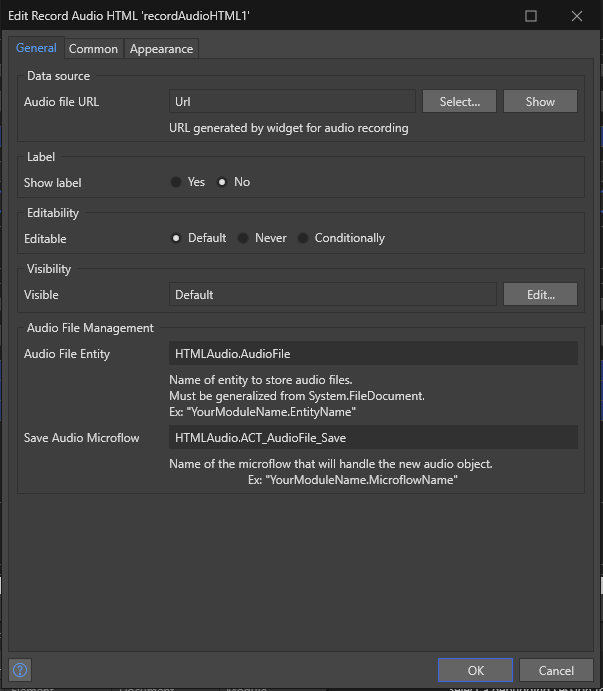 Edit Record Audio HTML 'recordAudioHTML1'
General Common Appearance
Data source
Audio file URL Url Select... Show
URL generated by widget for audio recording
Label
Show label Yes No
Editability
Editable Default Never Conditionally
Visibility
Visible Default Edit...
Audio File Management
Audio File Entity HTMLAudio.AudioFile
Name of entity to store audio files.
Must be generalized from System.FileDocument.
Ex: "YourModuleName.EntityName"
Save Audio Microflow HTMLAudio.ACT_AudioFile_Save
Name of the microflow that will handle the new audio object.
Ex: "YourModuleName.MicroflowName"
? OK Cancel